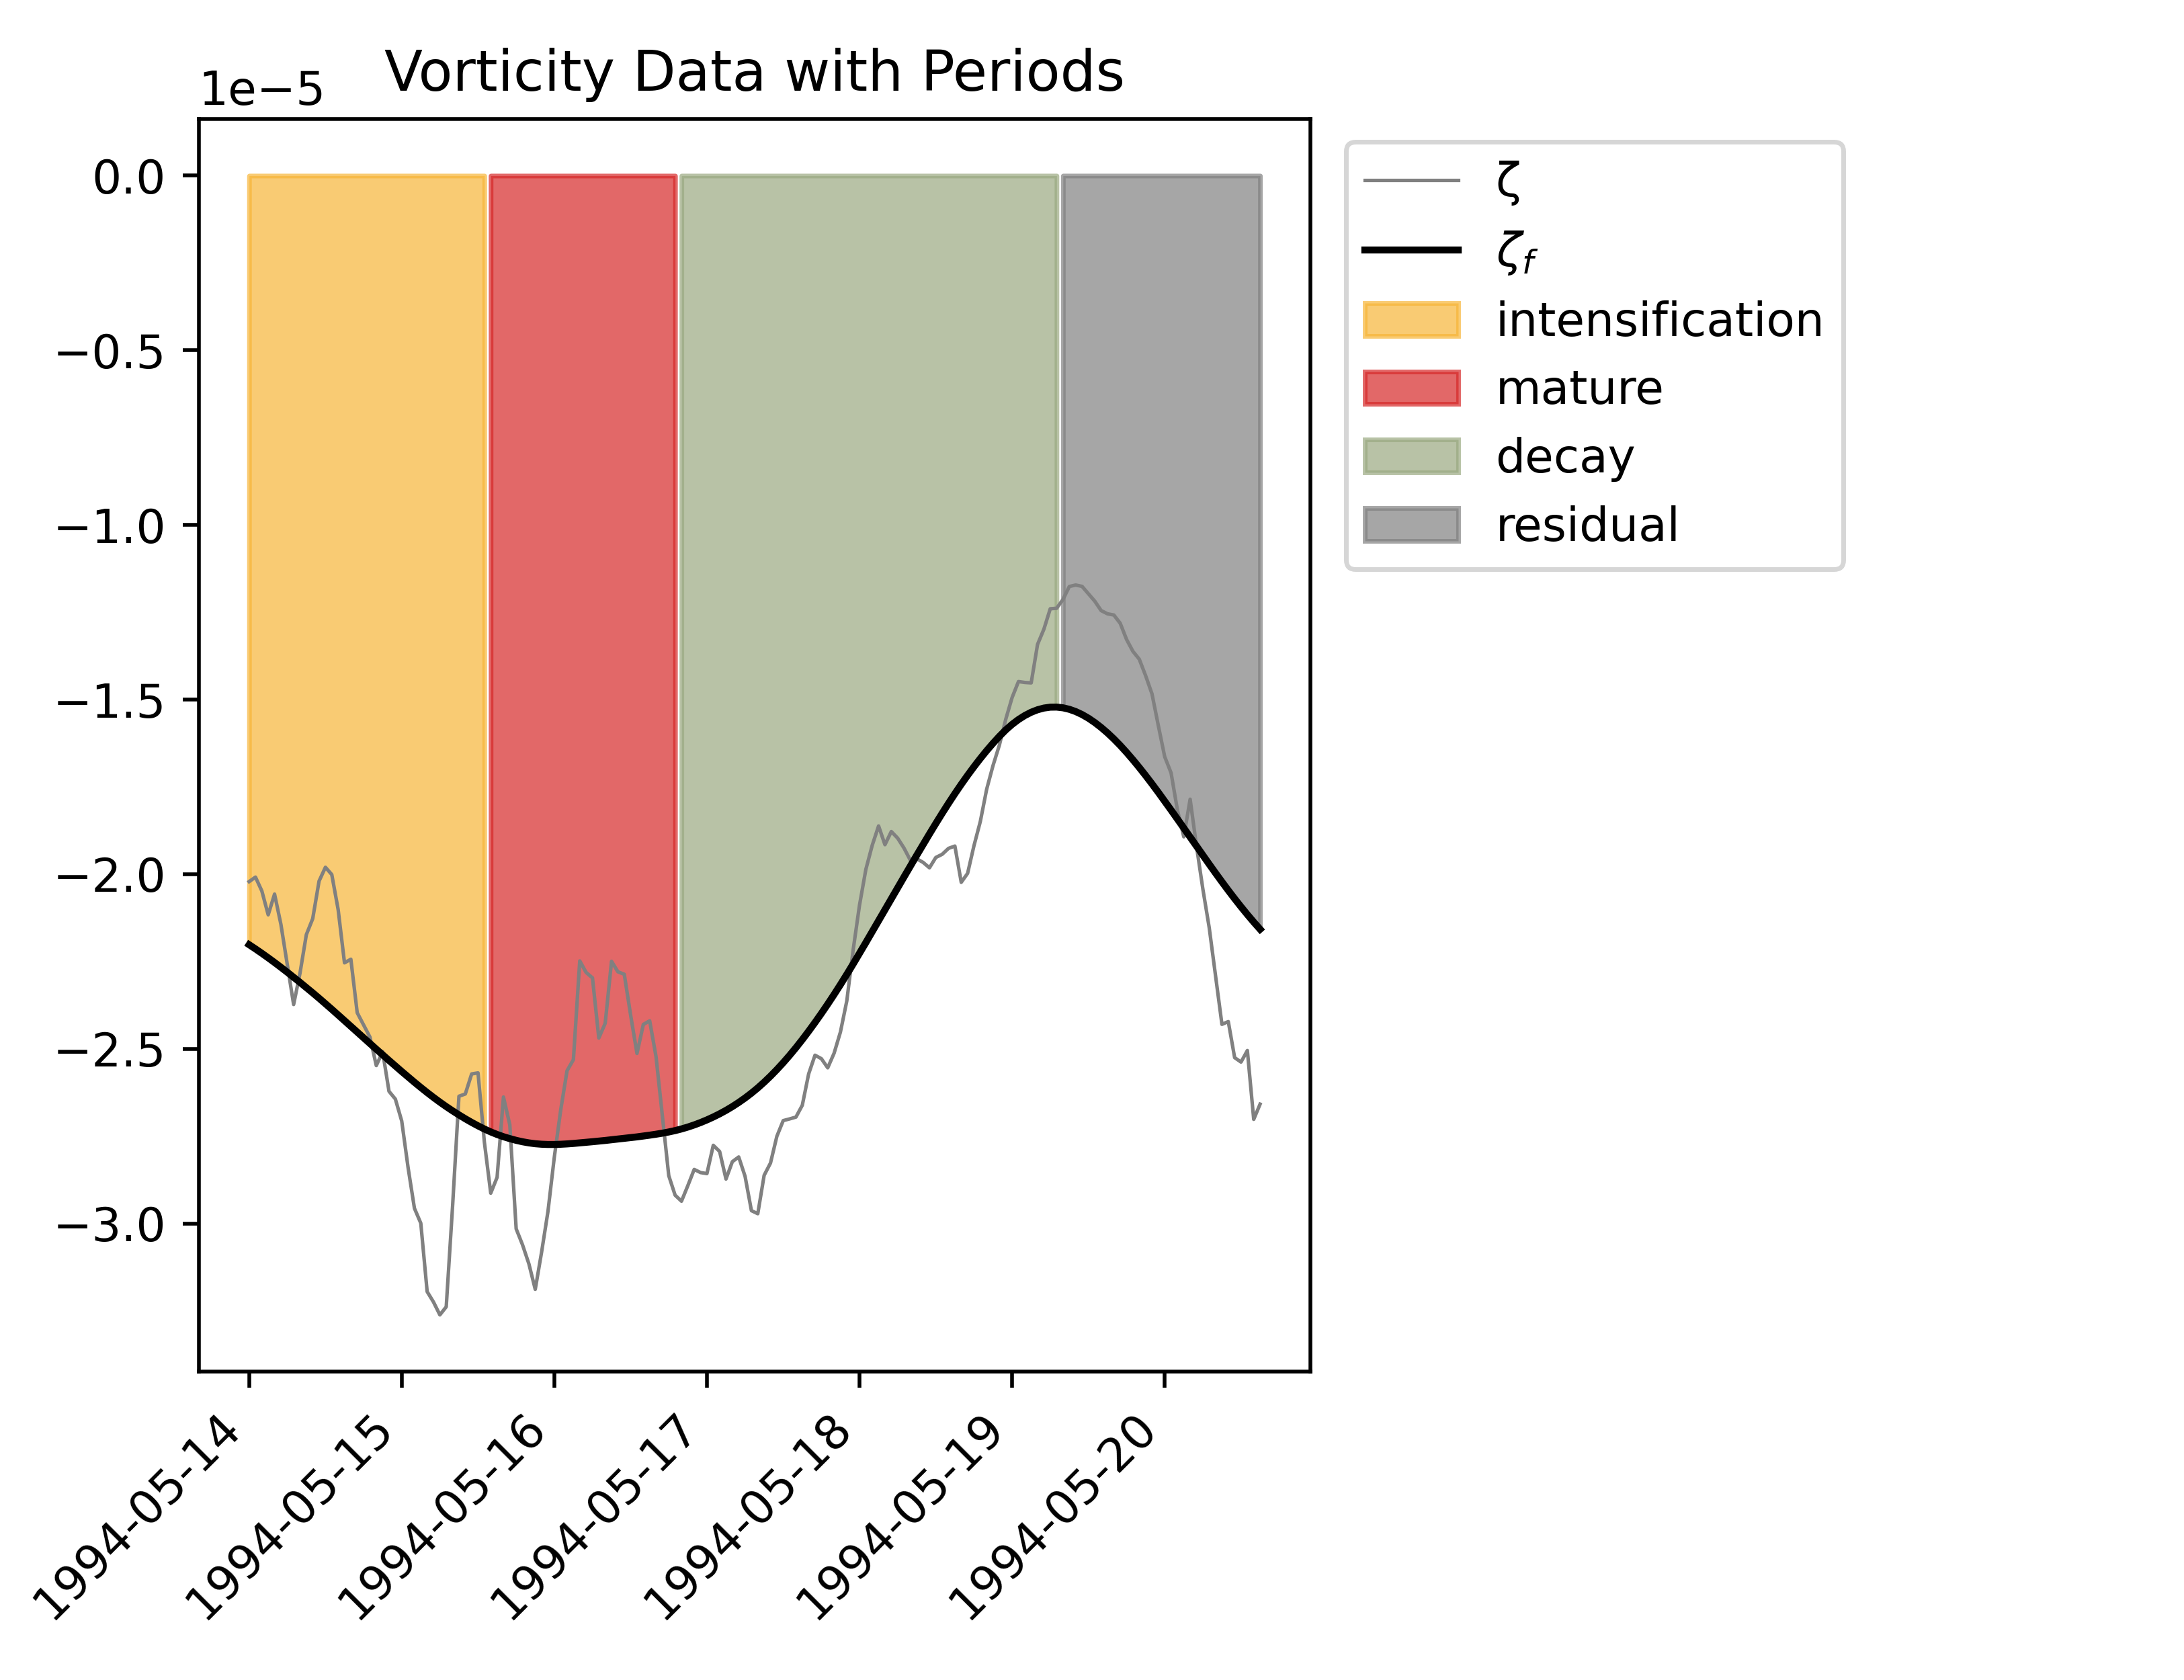 Vorticity Data with Periods
1e−5
0.0
−0.5
−1.0
−1.5
−2.0
−2.5
−3.0
1994-05-14
1994-05-15
1994-05-16
1994-05-17
1994-05-18
1994-05-19
1994-05-20
ζ
ζf
intensification
mature
decay
residual